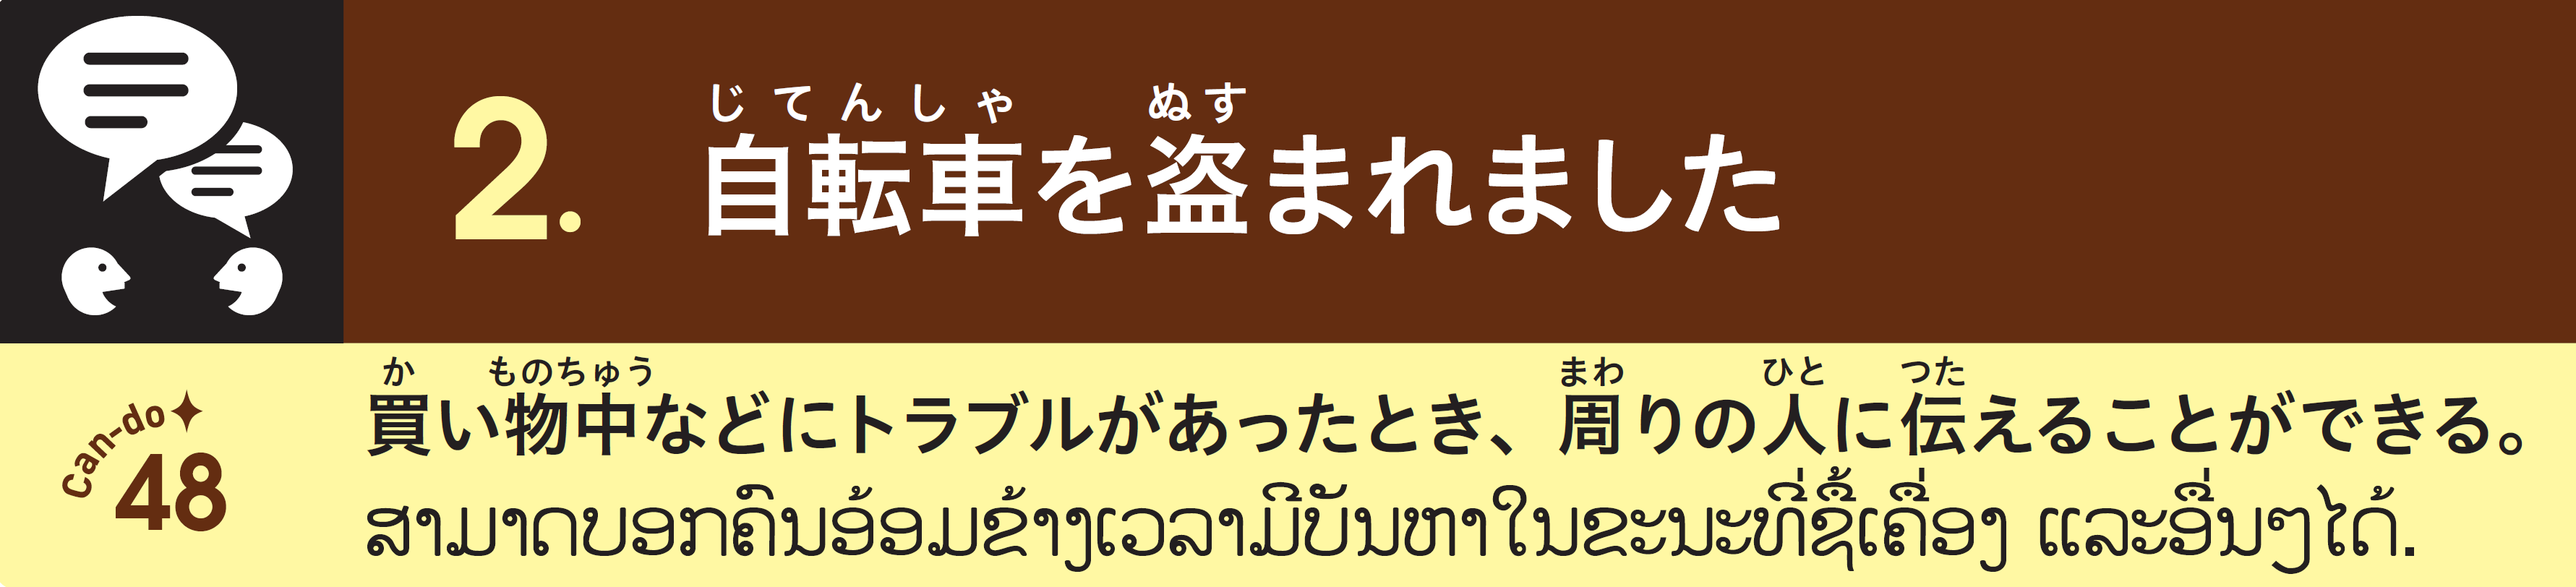 じてんしゃ ぬす
2. 自転車を盗まれました
か ものちゅう まわ ひと つた
Can-do 48 買い物中などにトラブルがあったとき、周りの人に伝えることができる。
ສາມາດບອກຄົນອ້ອມຂ້າງເວລາມີບັນຫາໃນຂະນະທີ່ຊື້ເຄື່ອງ ແລະອື່ນໆໄດ້.